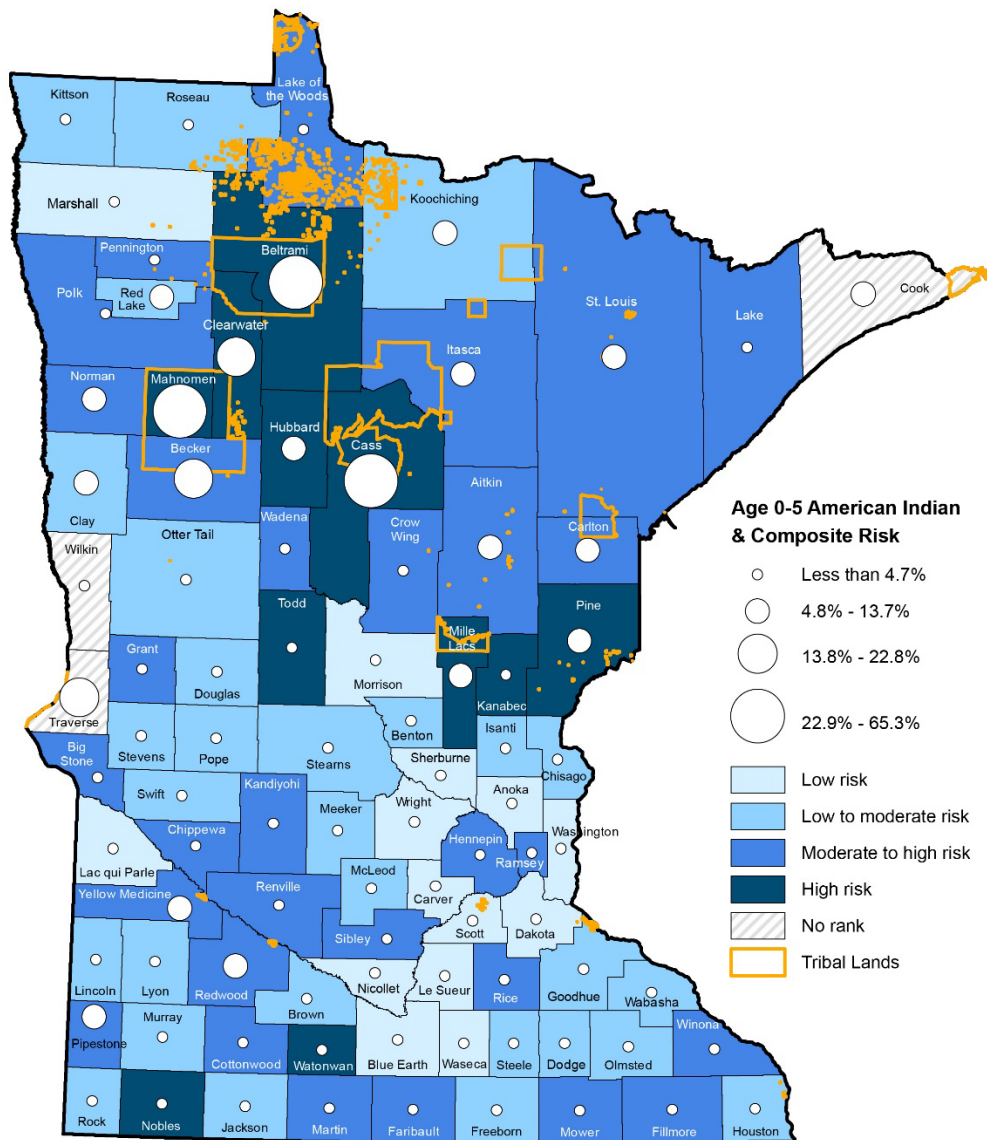 Kittson
Roseau
Lake of
the Woods
Marshall
Koochiching
Pennington
Beltrami
Polk
Red
Lake
Cook
Clearwater
St. Louis
Lake
Itasca
Norman
Mahnomen
Hubbard
Becker
Cass
Aitkin
Clay
Wadena
Crow
Wing
Carlton
Otter Tail
Wilkin
Todd
Pine
Mille
Lacs
Grant
Morrison
Douglas
Kanabec
Traverse
Benton
Isanti
Big
Stone
Stevens
Pope
Stearns
Sherburne
Chisago
Swift
Kandiyohi
Anoka
Meeker
Wright
Washington
Chippewa
Hennepin
Ramsey
Lac qui Parle
McLeod
Yellow Medicine
Renville
Carver
Scott
Dakota
Sibley
Lincoln
Lyon
Redwood
Nicollet
Le Sueur
Rice
Goodhue
Wabasha
Brown
Murray
Winona
Pipestone
Cottonwood
Watonwan
Blue Earth
Waseca
Steele
Dodge
Olmsted
Rock
Nobles
Jackson
Martin
Faribault
Freeborn
Mower
Fillmore
Houston
Age 0-5 American Indian
& Composite Risk
Less than 4.7%
4.8% - 13.7%
13.8% - 22.8%
22.9% - 65.3%
Low risk
Low to moderate risk
Moderate to high risk
High risk
No rank
Tribal Lands